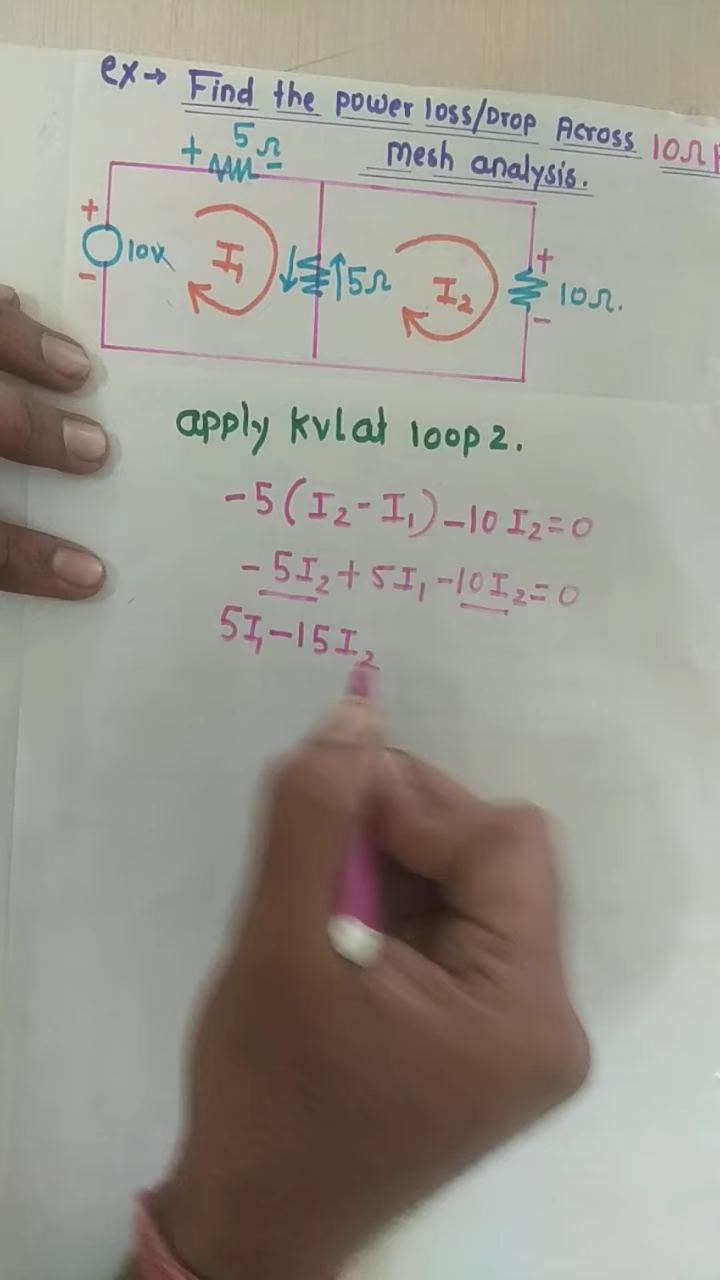 ex→ Find the power loss/Drop Across 10Ω
mesh analysis.
+ 5Ω -
+ 10V -
I₁
5Ω
I₂
+ 10Ω. -
apply KVL at loop 2.
-5(I₂-I₁)-10I₂=0
-5I₂+5I₁-10I₂=0
5I₁-15I₂